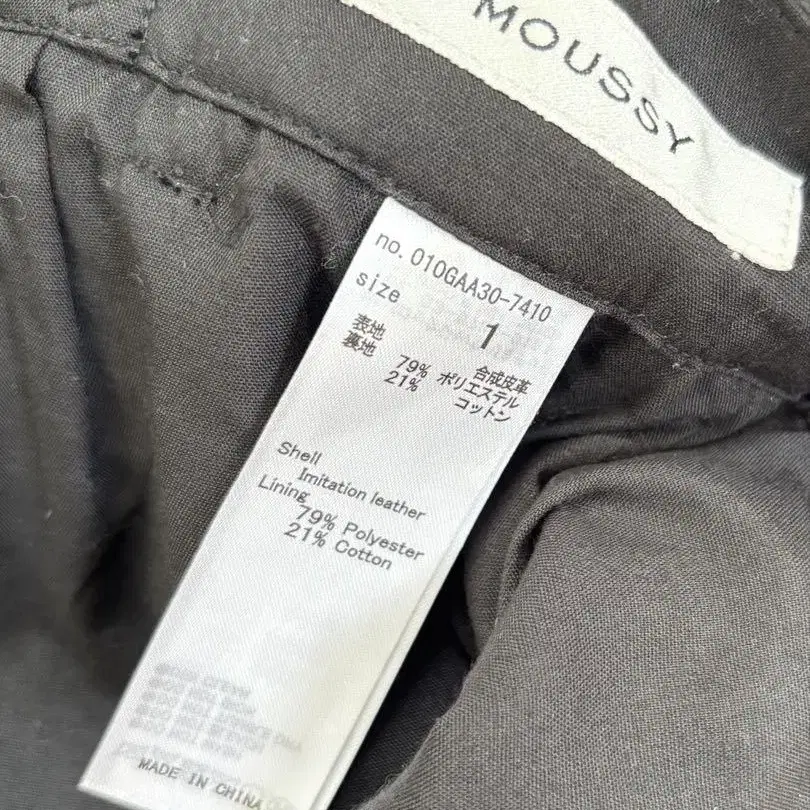 MOUSSY
no. 010GAA30-7410
size 1
表地 合成皮革
裏地 79% ポリエステル
21% コットン
Shell
Imitation leather
Lining
79% Polyester
21% Cotton
MADE IN CHINA